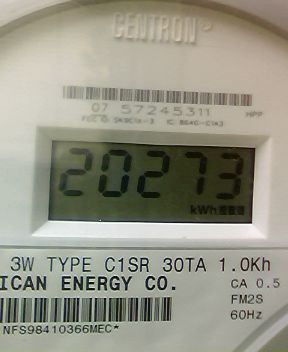 CENTRON®
07 57245311 HPP
20273
kWh
3W TYPE C1SR 30TA 1.0Kh
ICAN ENERGY CO. CA 0.5
FM2S
NFS98410366MEC* 60Hz